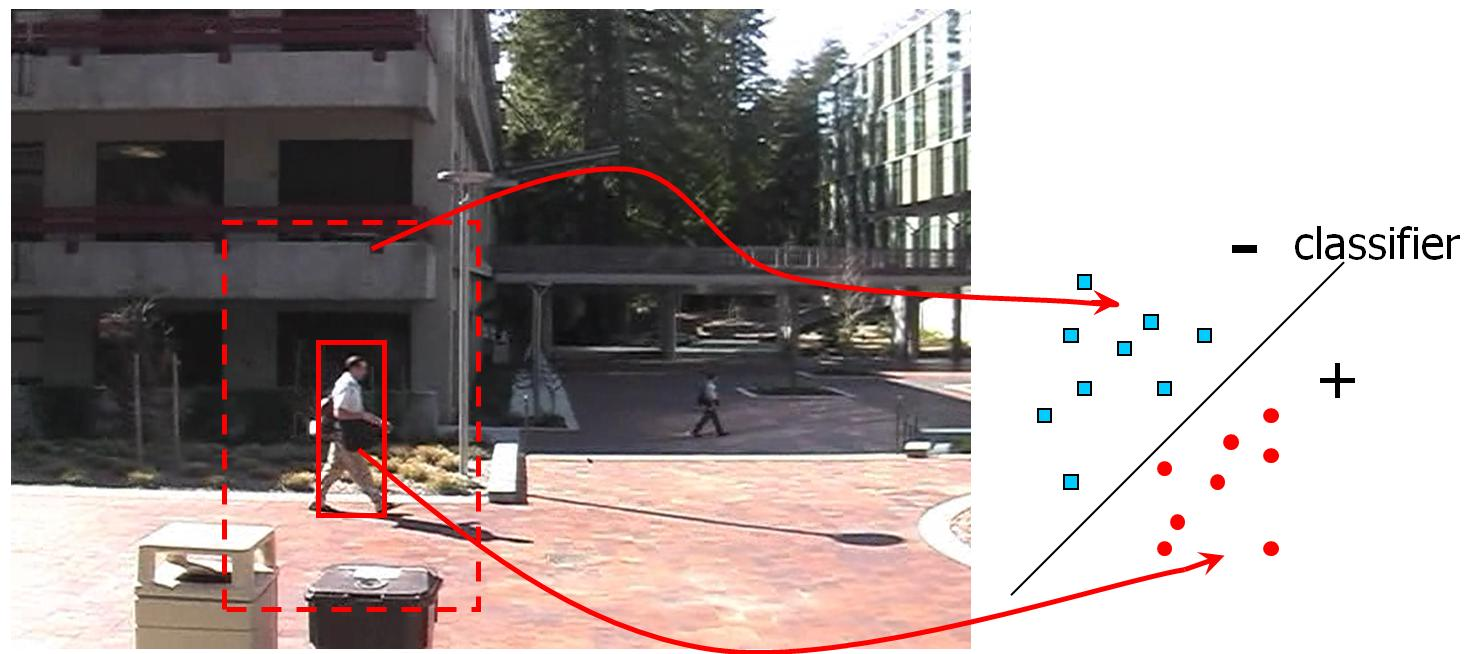 - classifier
+